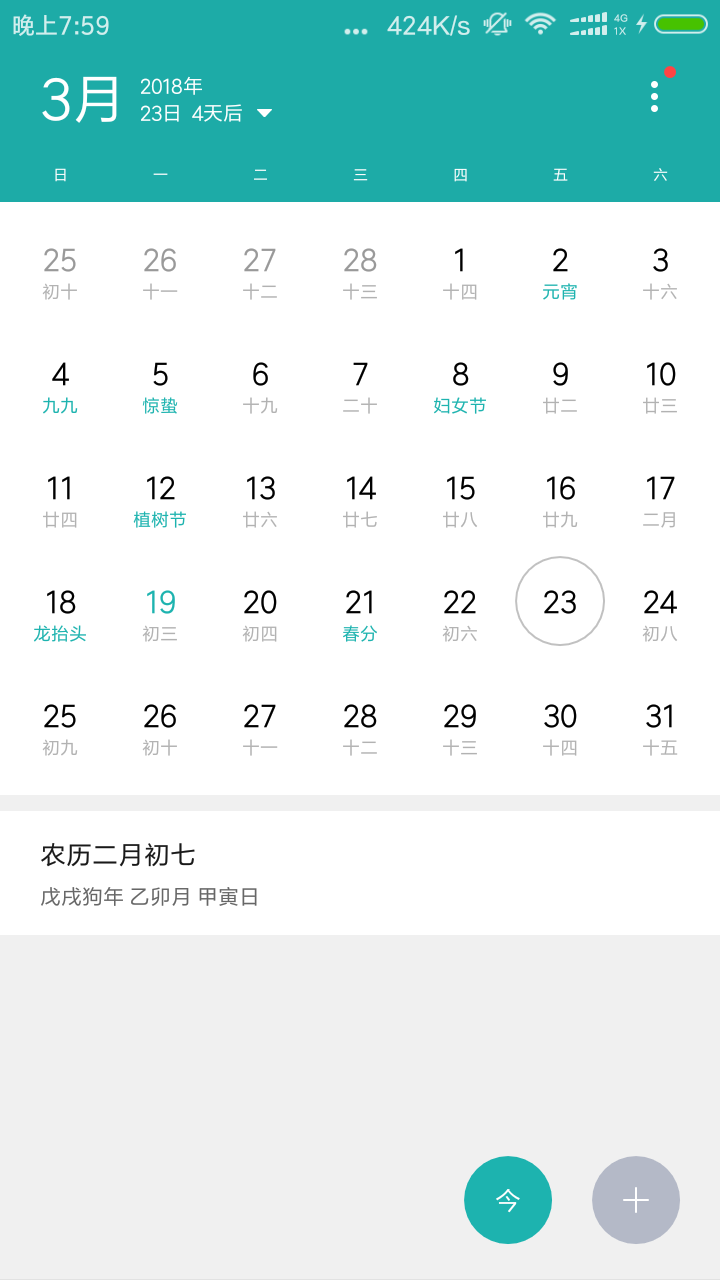 晚上7:59 ... 424K/s 4G 1X
3月 2018年
23日 4天后
日 一 二 三 四 五 六
25 26 27 28 1 2 3
初十 十一 十二 十三 十四 元宵 十六
4 5 6 7 8 9 10
九九 惊蛰 十九 二十 妇女节 廿二 廿三
11 12 13 14 15 16 17
廿四 植树节 廿六 廿七 廿八 廿九 二月
18 19 20 21 22 23 24
龙抬头 初三 初四 春分 初六 初八
25 26 27 28 29 30 31
初九 初十 十一 十二 十三 十四 十五
农历二月初七
戊戌狗年 乙卯月 甲寅日
今